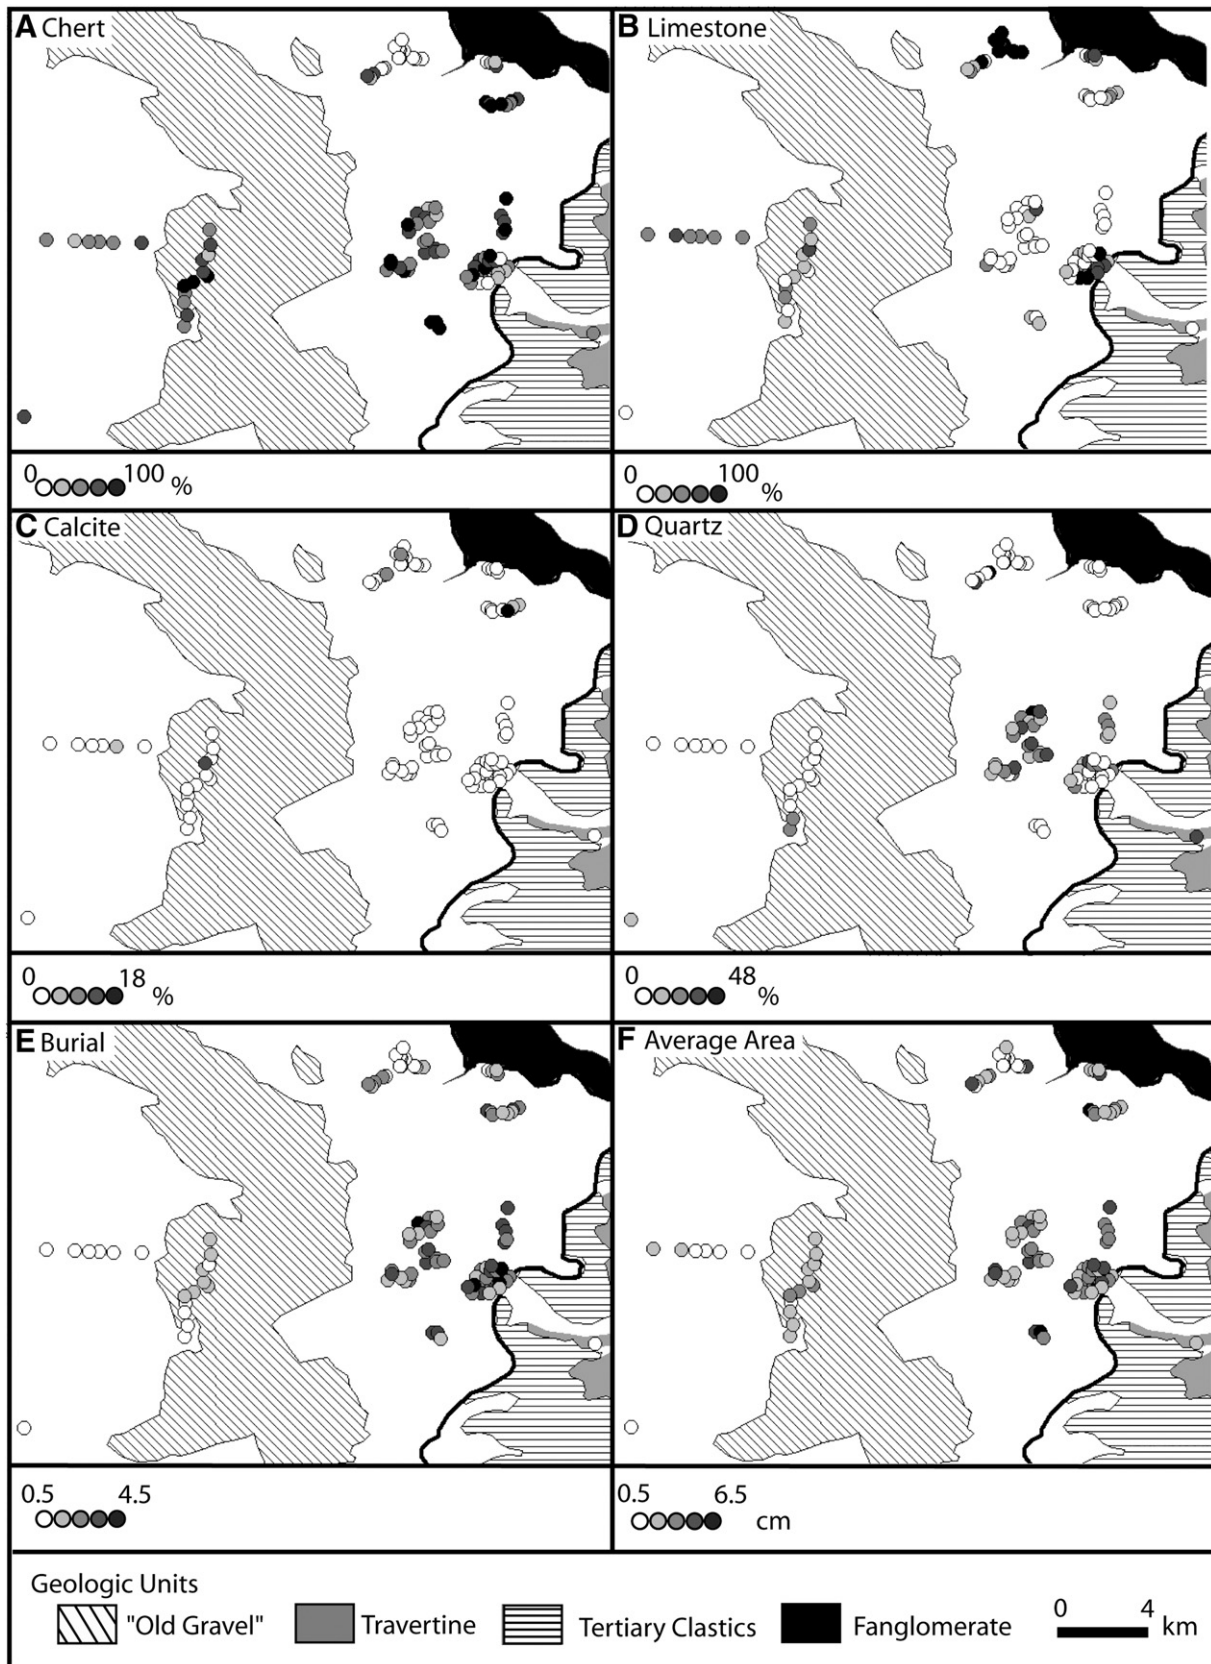 A Chert
B Limestone
0 100 %
0 100 %
C Calcite
D Quartz
0 18 %
0 48 %
E Burial
F Average Area
0.5 4.5
0.5 6.5 cm
Geologic Units
"Old Gravel" Travertine Tertiary Clastics Fanglomerate 0 4 km